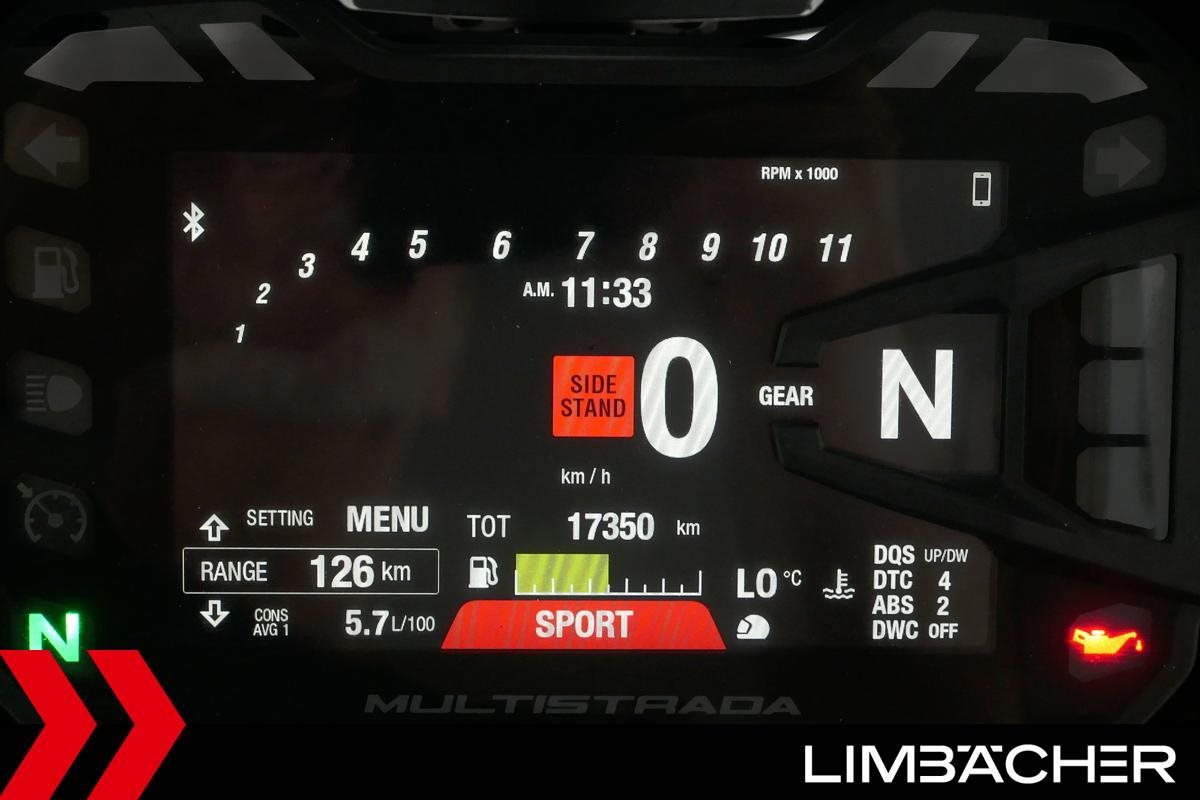 RPM x 1000
1 2 3 4 5 6 7 8 9 10 11
A.M. 11:33
SIDE
STAND
0
GEAR N
km / h
SETTING MENU
TOT 17350 km
RANGE 126 km
LO °C
CONS
AVG 1
5.7 L/100
SPORT
DQS UP/DW
DTC 4
ABS 2
DWC OFF
N
MULTISTRADA
LIMBÄCHER